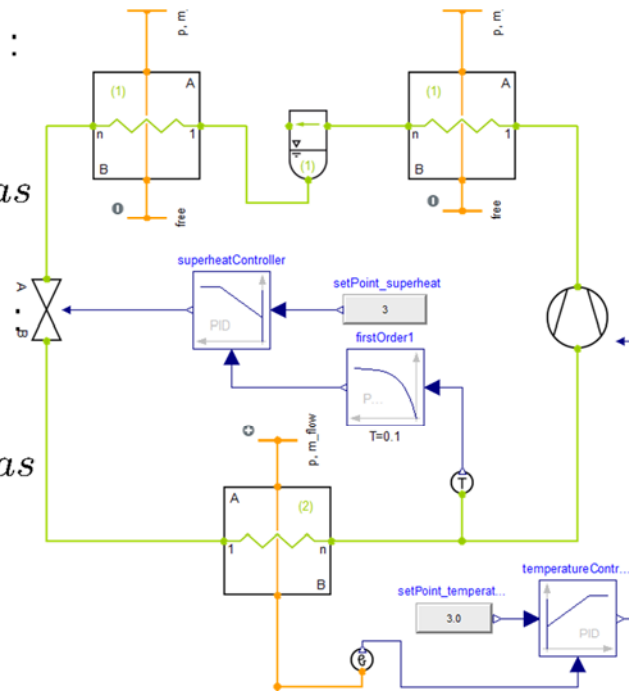 :
p, m
p, m
(1)
A
(1)
A
n
1
n
1
(1)
B
B
as
free
free
superheatController
setPoint_superheat
A
3
PID
B
firstOrder1
P...
T=0.1
p, m_flow
as
T
A
(2)
1
n
temperatureContr...
B
setPoint_temperat...
3.0
PID